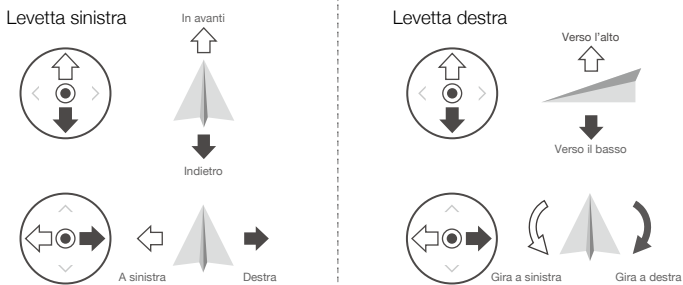 Levetta sinistra
In avanti
Indietro
A sinistra
Destra
Levetta destra
Verso l'alto
Verso il basso
Gira a sinistra
Gira a destra